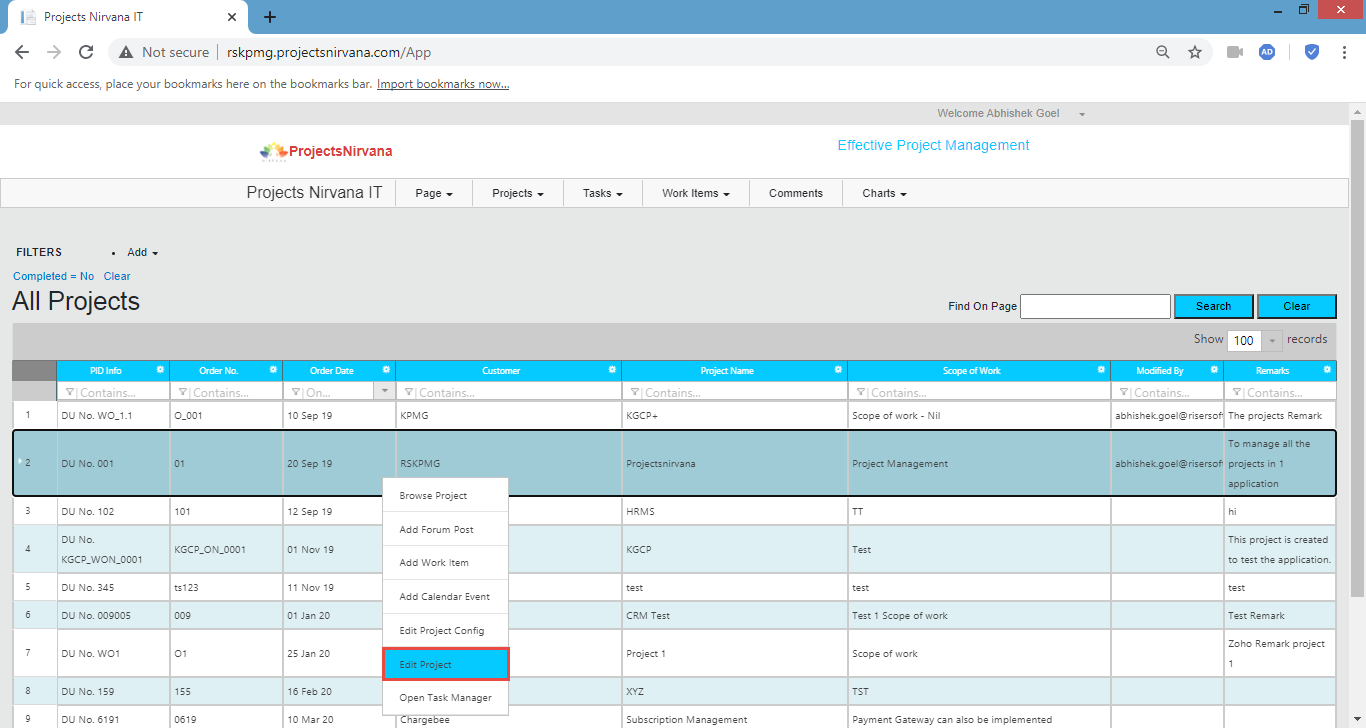 Projects Nirvana IT
Not secure rskpmg.projectsnirvana.com/App
AD
For quick access, place your bookmarks here on the bookmarks bar. Import bookmarks now...
Welcome Abhishek Goel
ProjectsNirvana
Effective Project Management
Projects Nirvana IT Page Projects Tasks Work Items Comments Charts
FILTERS Add
Completed = No Clear
All Projects
Find On Page Search Clear
Show 100 records
PID Info Order No. Order Date Customer Project Name Scope of Work Modified By Remarks
Contains... Contains... On... Contains... Contains... Contains... Contains... Contains...
1 DU No. WO_1.1 O_001 10 Sep 19 KPMG KGCP+ Scope of work - Nil abhishek.goel@risersoft The projects Remark
2 DU No. 001 01 20 Sep 19 RSKPMG Projectsnirvana Project Management abhishek.goel@risersoft To manage all the
projects in 1
application
Browse Project
Add Forum Post
Add Work Item
Add Calendar Event
Edit Project Config
Edit Project
Open Task Manager
3 DU No. 102 101 12 Sep 19 HRMS TT hi
4 DU No.
KGCP_WON_0001 KGCP_ON_0001 01 Nov 19 KGCP Test This project is created
to test the application.
5 DU No. 345 ts123 11 Nov 19 test test test
6 DU No. 009005 009 01 Jan 20 CRM Test Test 1 Scope of work Test Remark
7 DU No. WO1 O1 25 Jan 20 Project 1 Scope of work Zoho Remark project
1
8 DU No. 159 155 16 Feb 20 XYZ TST
9 DU No. 6191 0619 10 Mar 20 Chargebee Subscription Management Payment Gateway can also be implemented